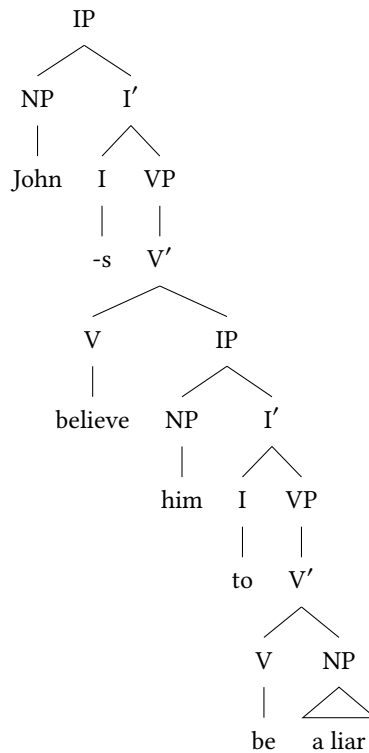 IP
NP I′
John I VP
-s V′
V IP
believe NP I′
him I VP
to V′
V NP
be a liar